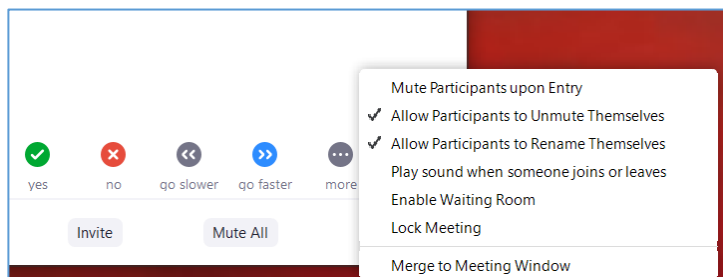 Mute Participants upon Entry
Allow Participants to Unmute Themselves
Allow Participants to Rename Themselves
Play sound when someone joins or leaves
Enable Waiting Room
Lock Meeting
Merge to Meeting Window
yes no go slower go faster more
Invite Mute All